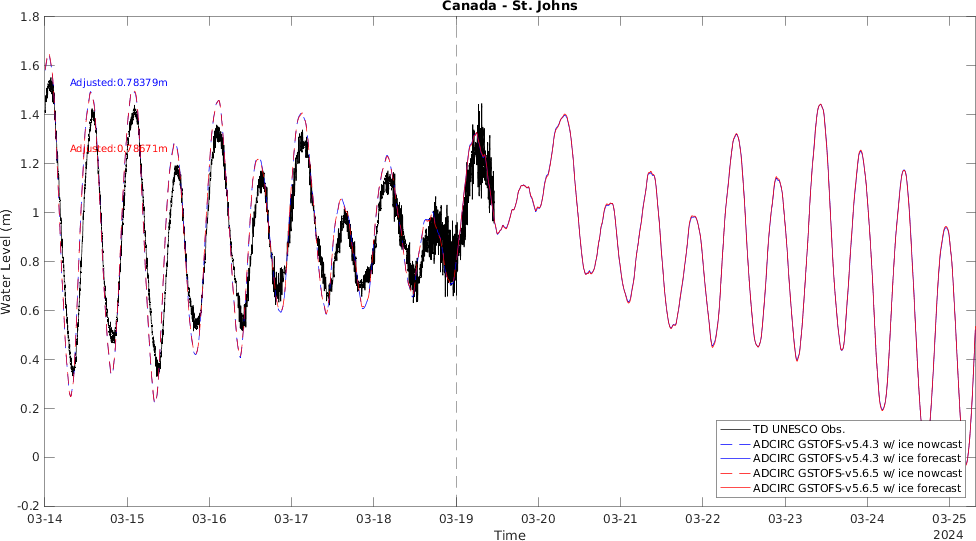 Canada - St. Johns
1.8
1.6
1.4
1.2
1
0.8
0.6
0.4
0.2
0
-0.2
Water Level (m)
Adjusted:0.78379m
Adjusted:0.78671m
TD UNESCO Obs.
ADCIRC GSTOFS-v5.4.3 w/ ice nowcast
ADCIRC GSTOFS-v5.4.3 w/ ice forecast
ADCIRC GSTOFS-v5.6.5 w/ ice nowcast
ADCIRC GSTOFS-v5.6.5 w/ ice forecast
03-14 03-15 03-16 03-17 03-18 03-19 03-20 03-21 03-22 03-23 03-24 03-25
Time
2024